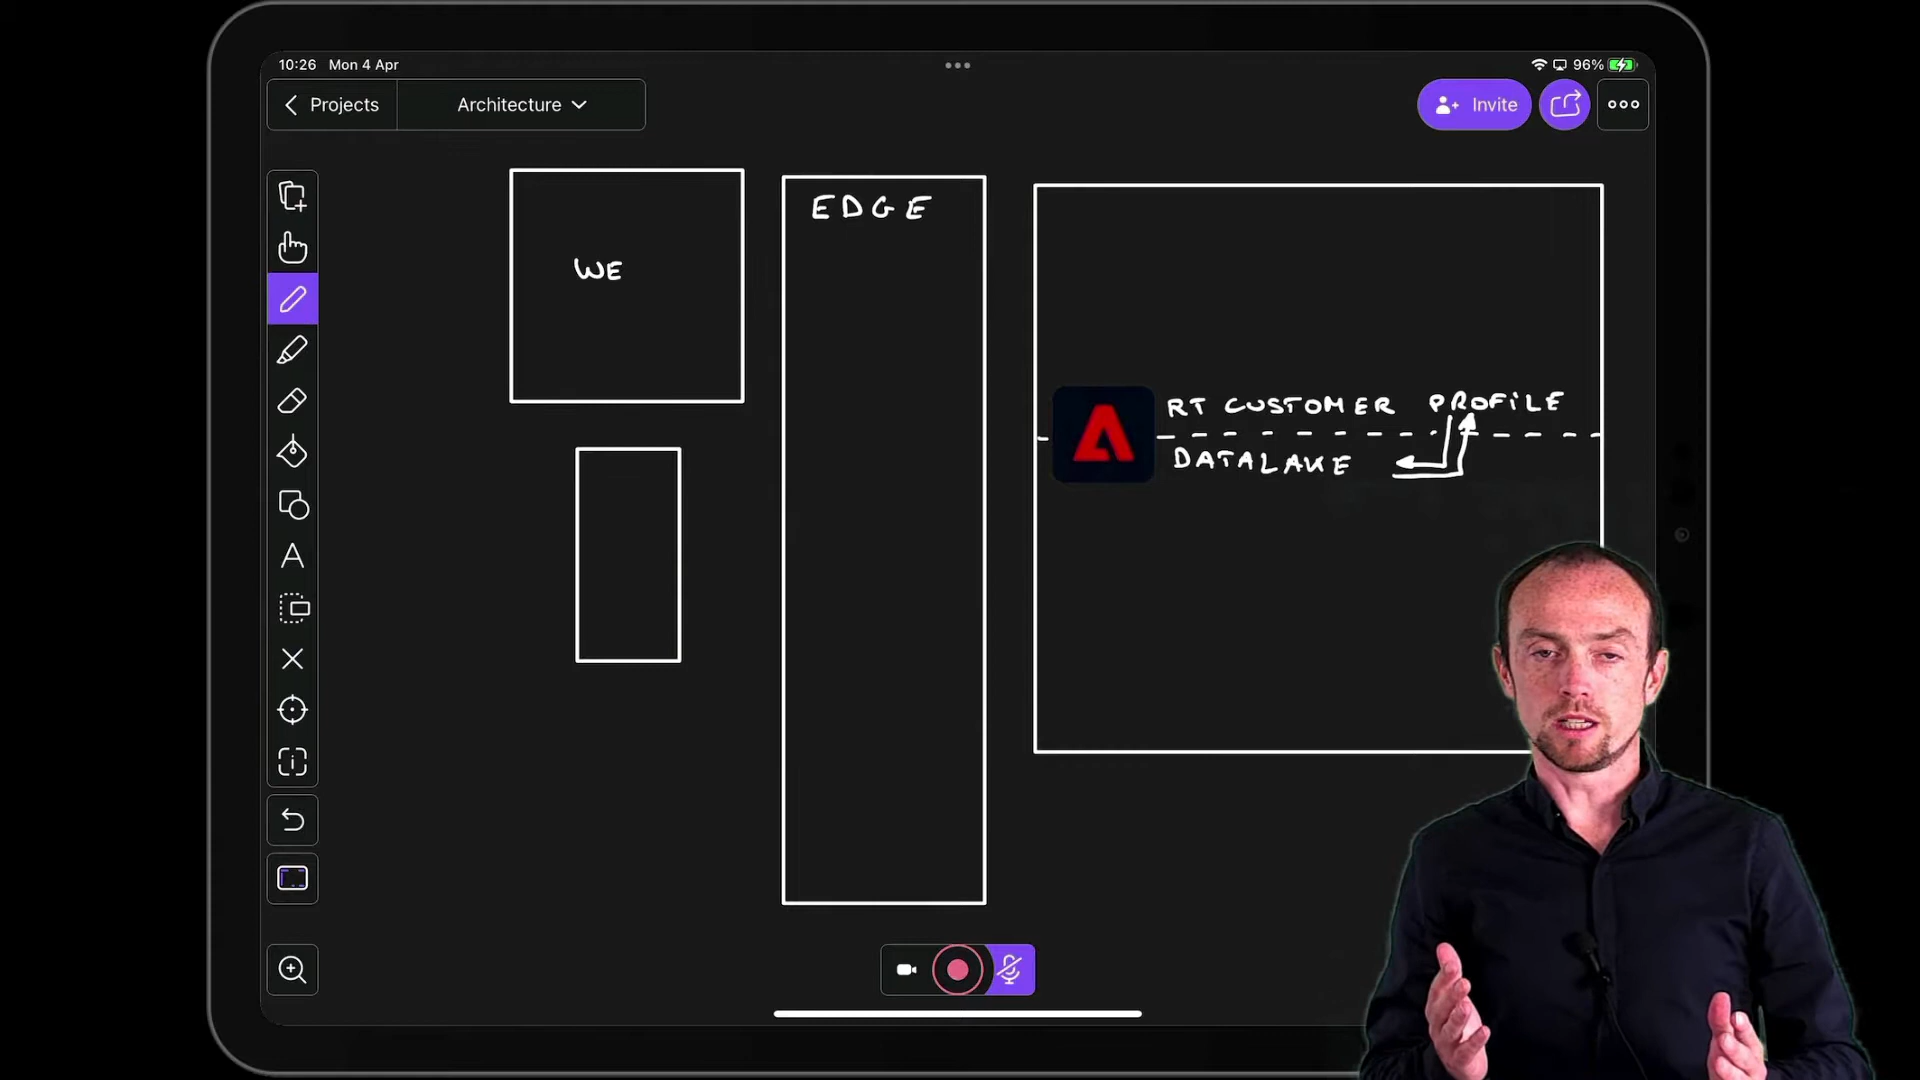 10:26 Mon 4 Apr
96%
Projects
Architecture
Invite
WE
EDGE
RT CUSTOMER PROFILE
DATALAKE